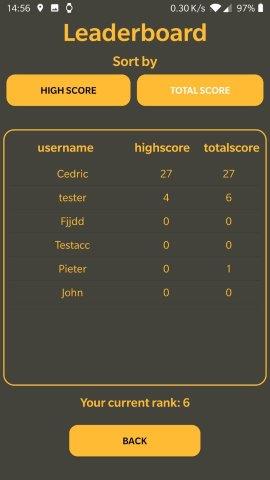 14:56 0.30 K/s 97%
Leaderboard
Sort by
HIGH SCORE TOTAL SCORE
username highscore totalscore
Cedric 27 27
tester 4 6
Fjjdd 0 0
Testacc 0 0
Pieter 0 1
John 0 0
Your current rank: 6
BACK